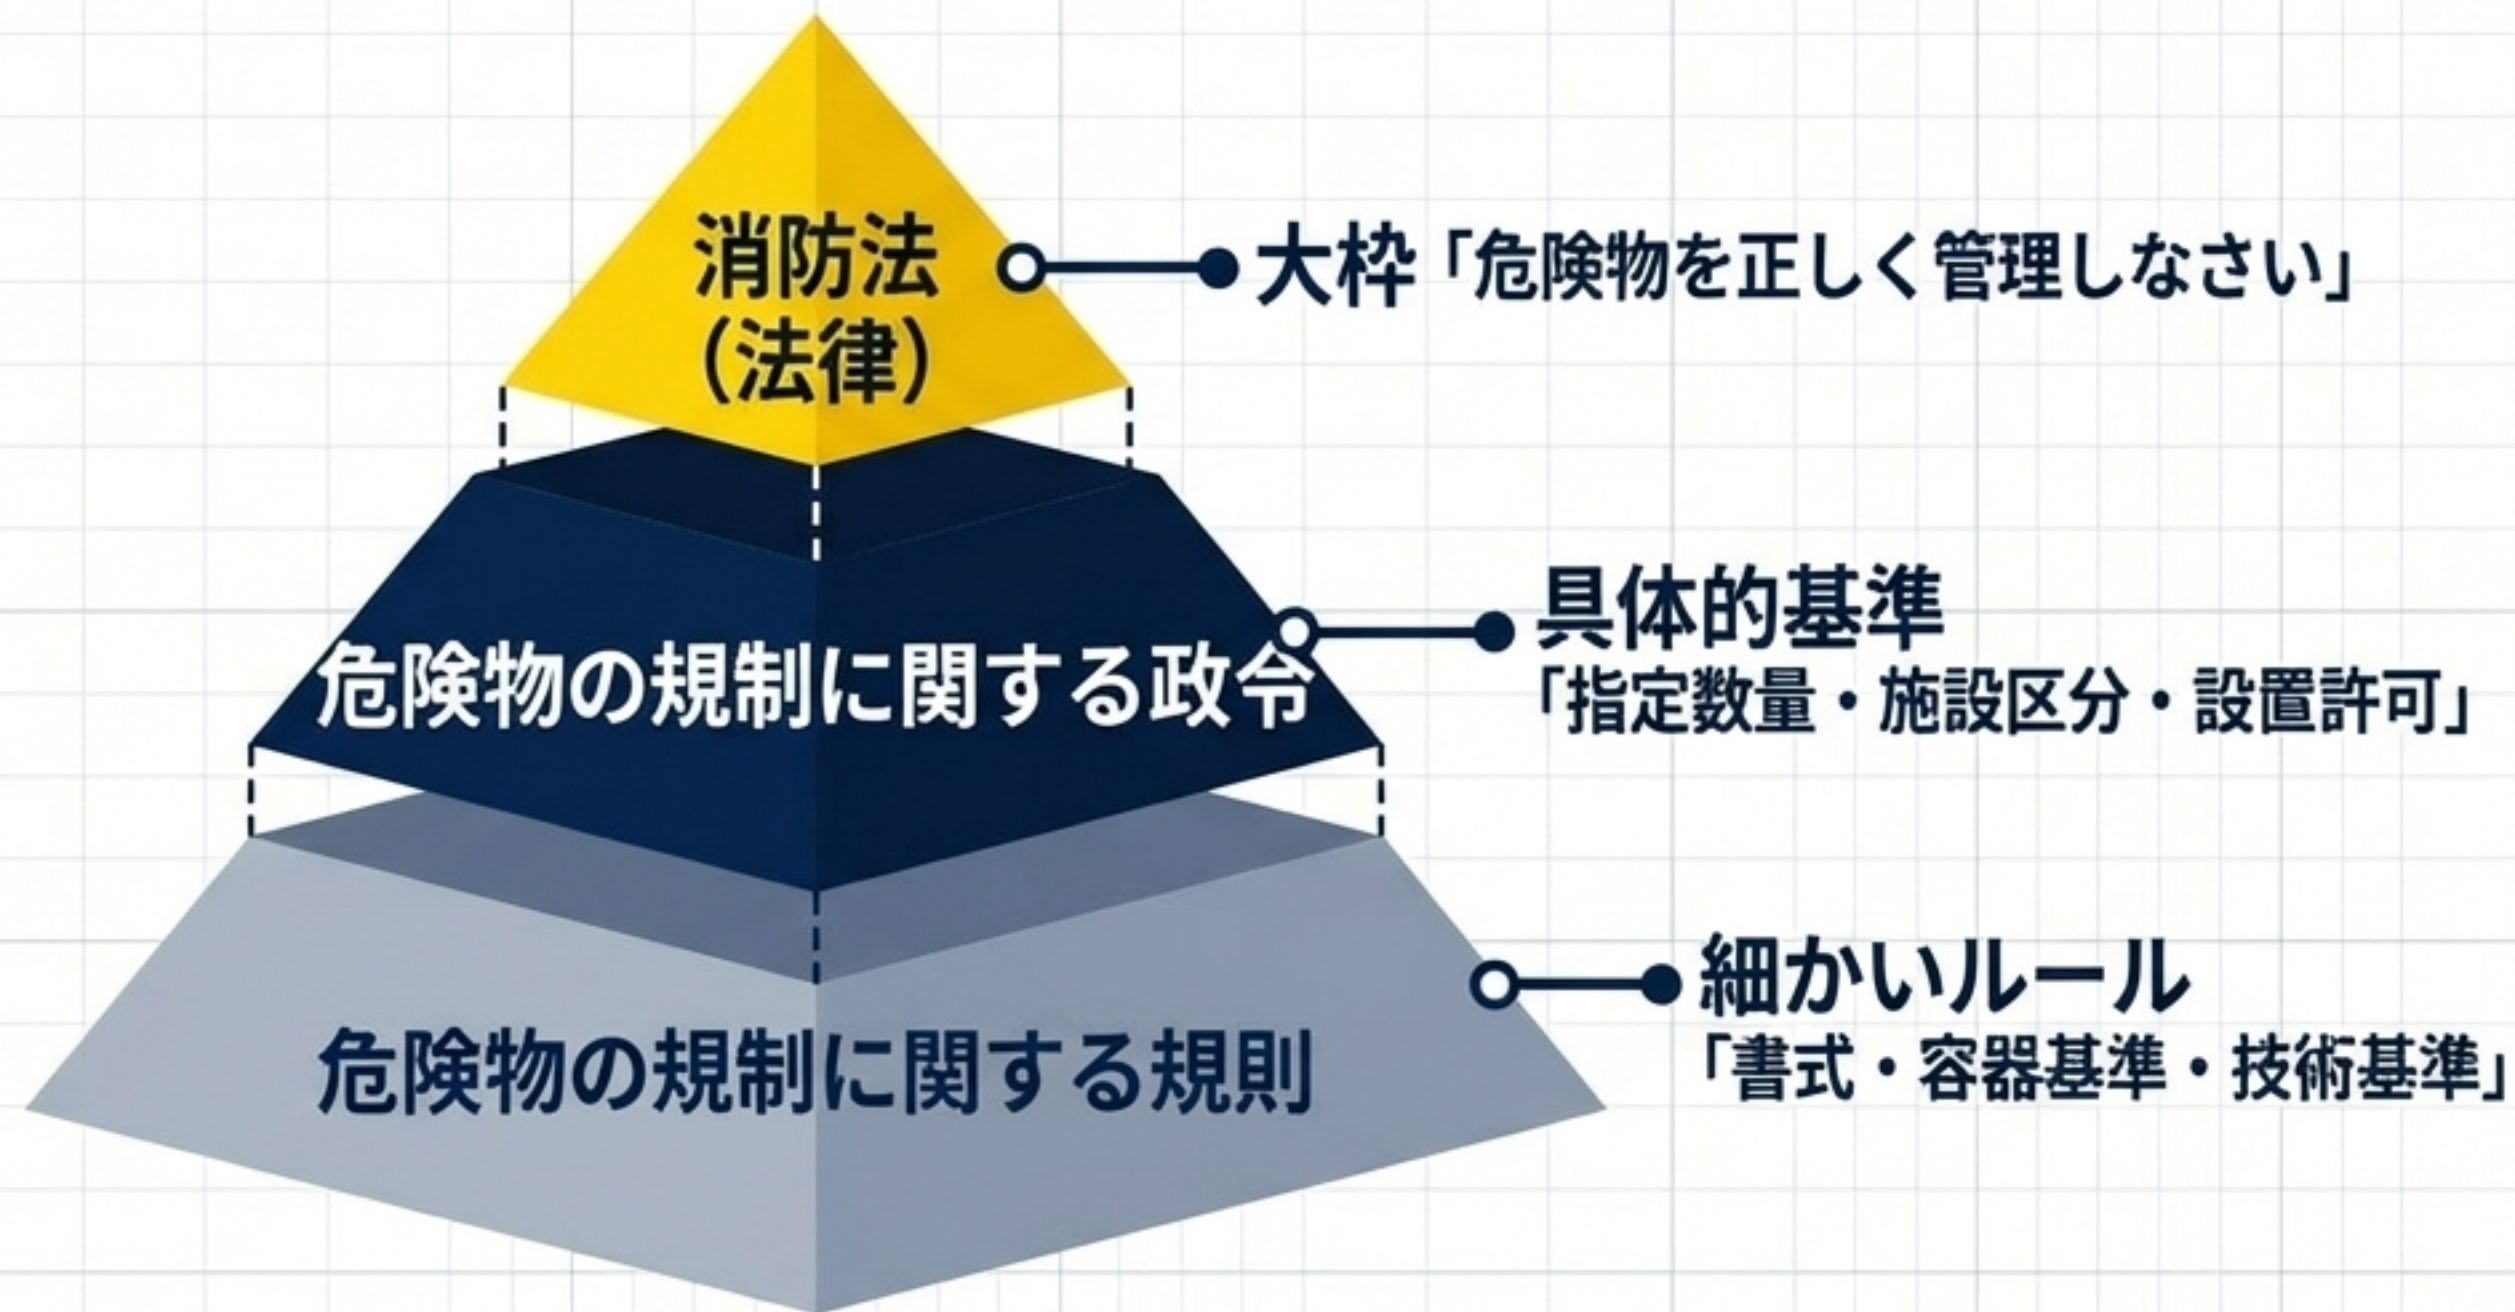 消防法
（法律）
大枠「危険物を正しく管理しなさい」
危険物の規制に関する政令
具体的基準
「指定数量・施設区分・設置許可」
危険物の規制に関する規則
細かいルール
「書式・容器基準・技術基準」